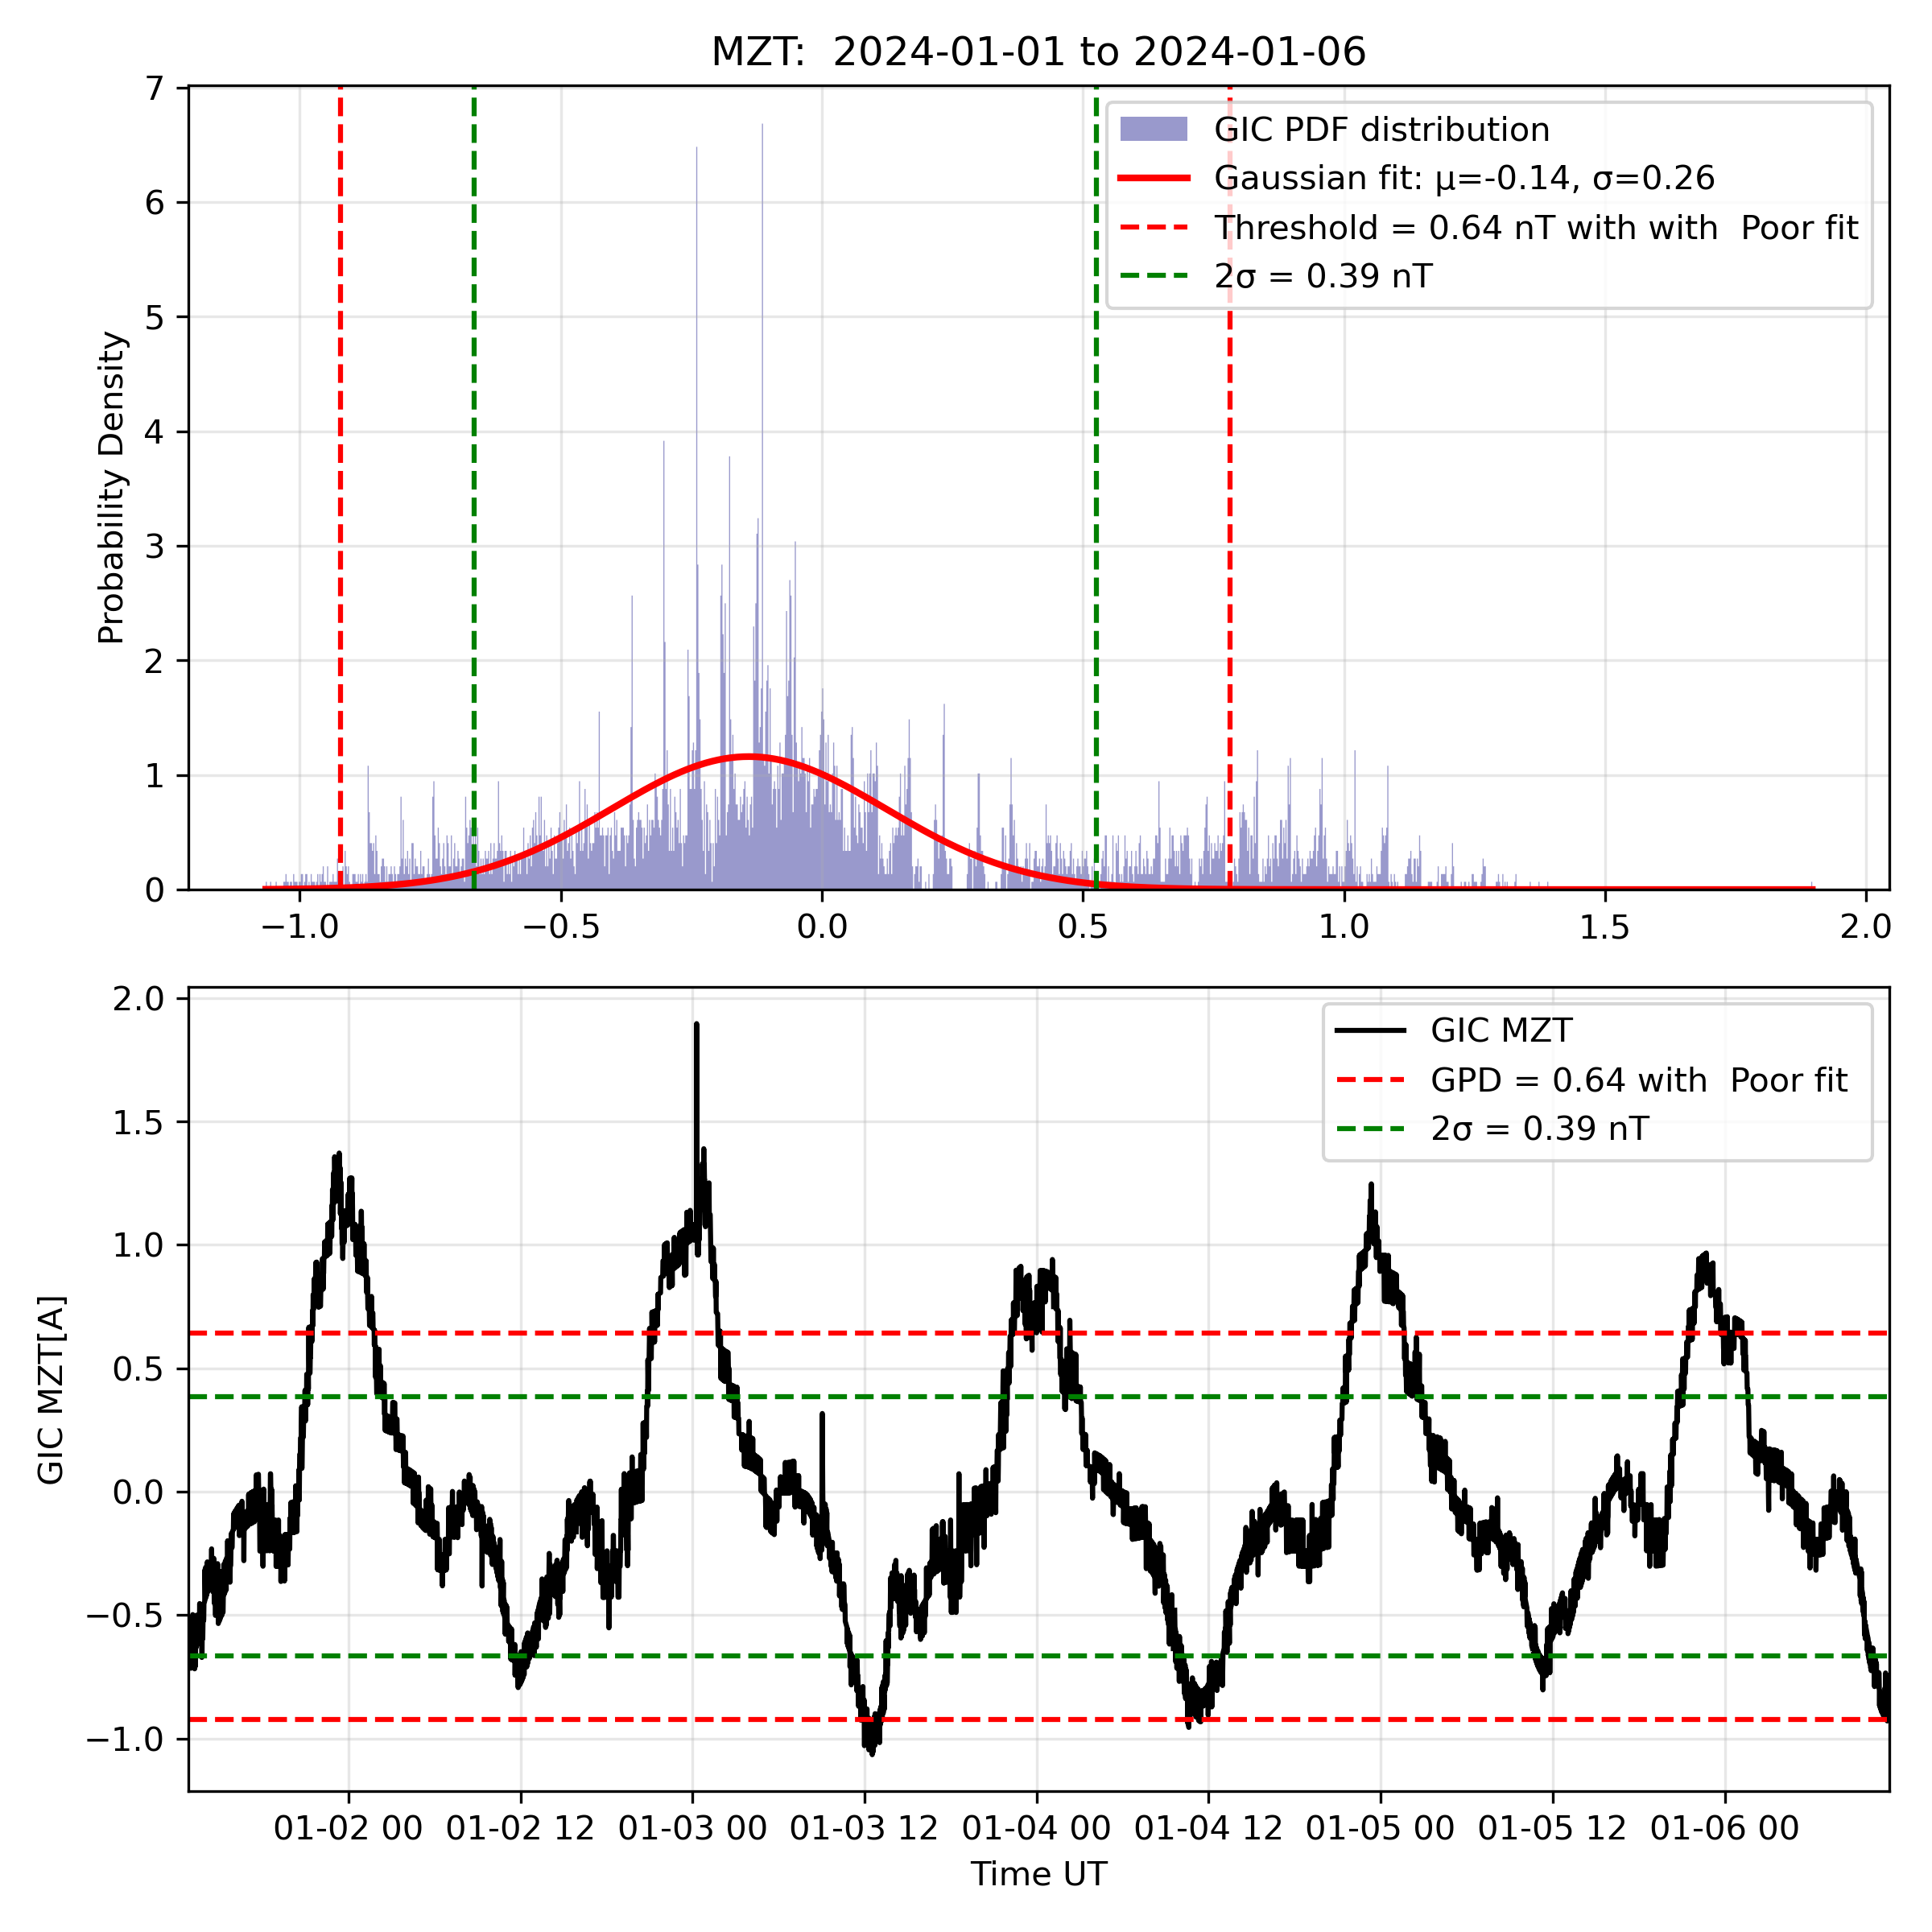 MZT:  2024-01-01 to 2024-01-06
7
6
5
4
3
2
1
0
Probability Density
GIC PDF distribution
Gaussian fit: μ=-0.14, σ=0.26
Threshold = 0.64 nT with with  Poor fit
2σ = 0.39 nT
−1.0 −0.5 0.0 0.5 1.0 1.5 2.0
2.0
1.5
1.0
0.5
0.0
−0.5
−1.0
GIC MZT[A]
GIC MZT
GPD = 0.64 with  Poor fit
2σ = 0.39 nT
01-02 00 01-02 12 01-03 00 01-03 12 01-04 00 01-04 12 01-05 00 01-05 12 01-06 00
Time UT